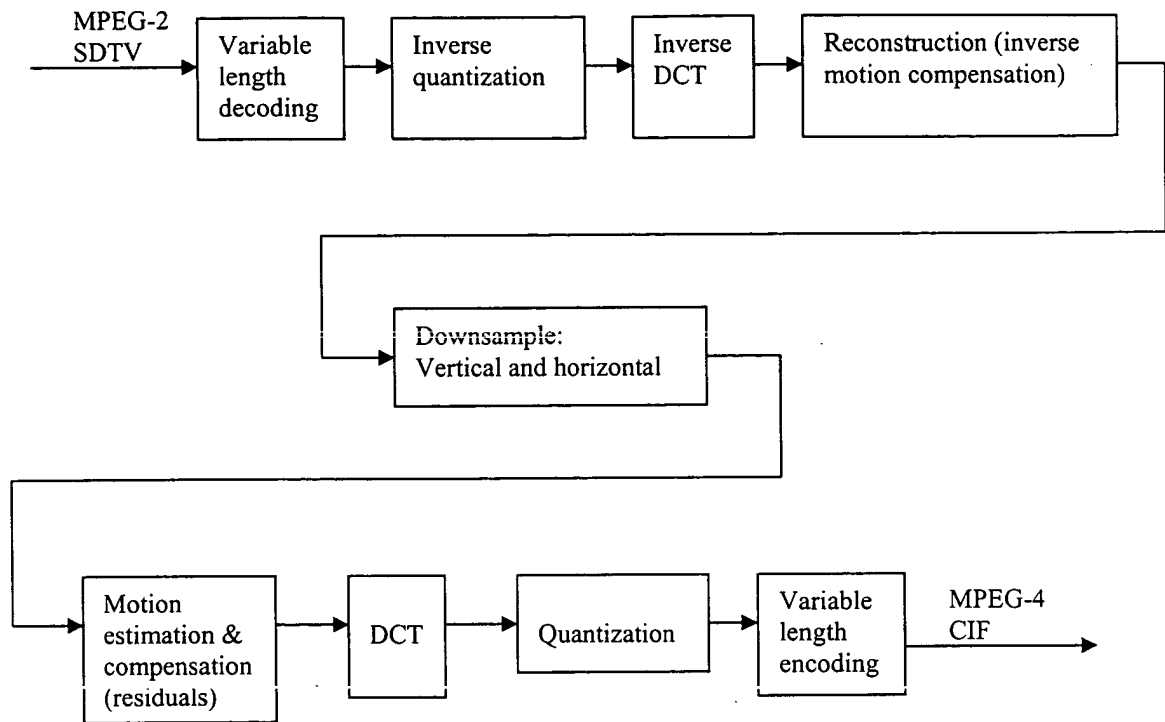 MPEG-2
SDTV
Variable
length
decoding
Inverse
quantization
Inverse
DCT
Reconstruction (inverse
motion compensation)
Downsample:
Vertical and horizontal
Motion
estimation &
compensation
(residuals)
DCT
Quantization
Variable
length
encoding
MPEG-4
CIF